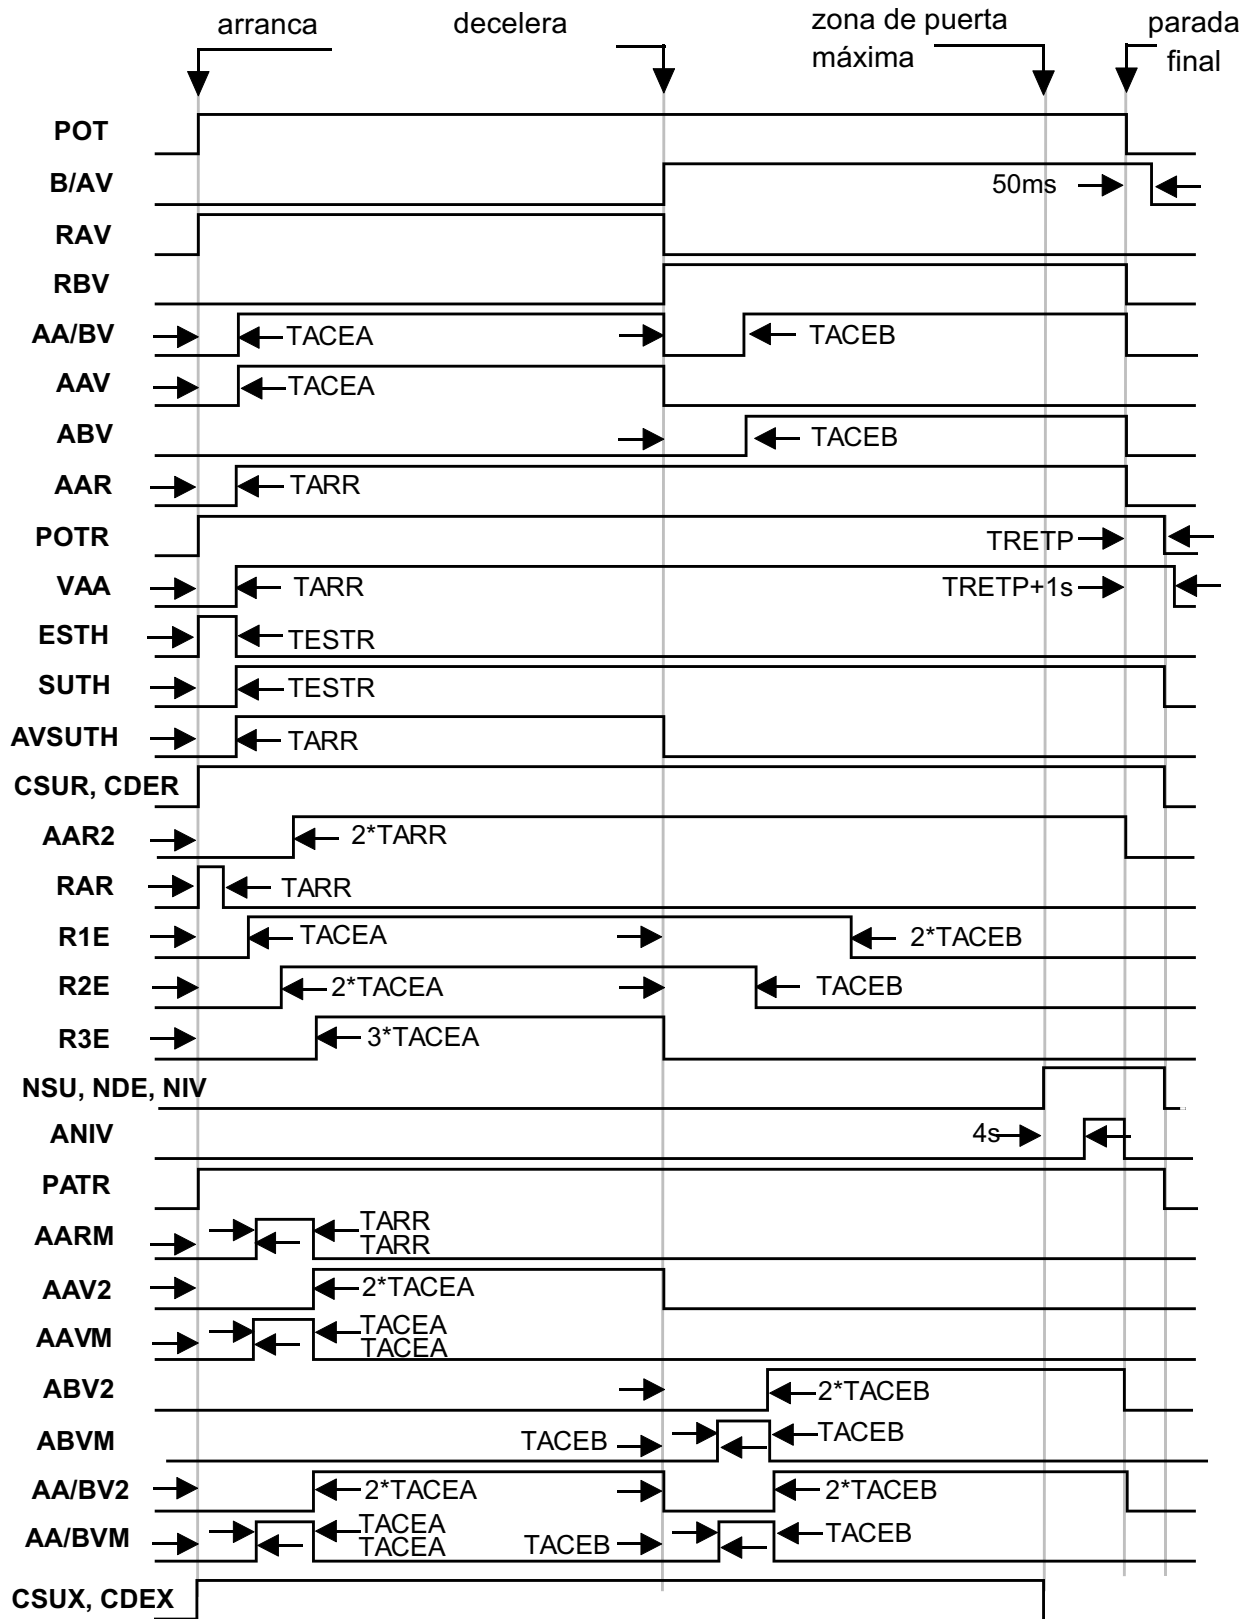 arranca decelera zona de puerta máxima parada final
POT
B/AV 50ms
RAV
RBV
AA/BV TACEA TACEB
AAV TACEA
ABV TACEB
AAR TARR
POTR TRETP
VAA TARR TRETP+1s
ESTH TESTR
SUTH TESTR
AVSUTH TARR
CSUR, CDER
AAR2 2*TARR
RAR TARR
R1E TACEA 2*TACEB
R2E 2*TACEA TACEB
R3E 3*TACEA
NSU, NDE, NIV
ANIV 4s
PATR
AARM TARR
TARR
AAV2 2*TACEA
AAVM TACEA
TACEA
ABV2 2*TACEB
ABVM TACEB TACEB
AA/BV2 2*TACEA 2*TACEB
AA/BVM TACEA TACEB TACEB
TACEA
CSUX, CDEX